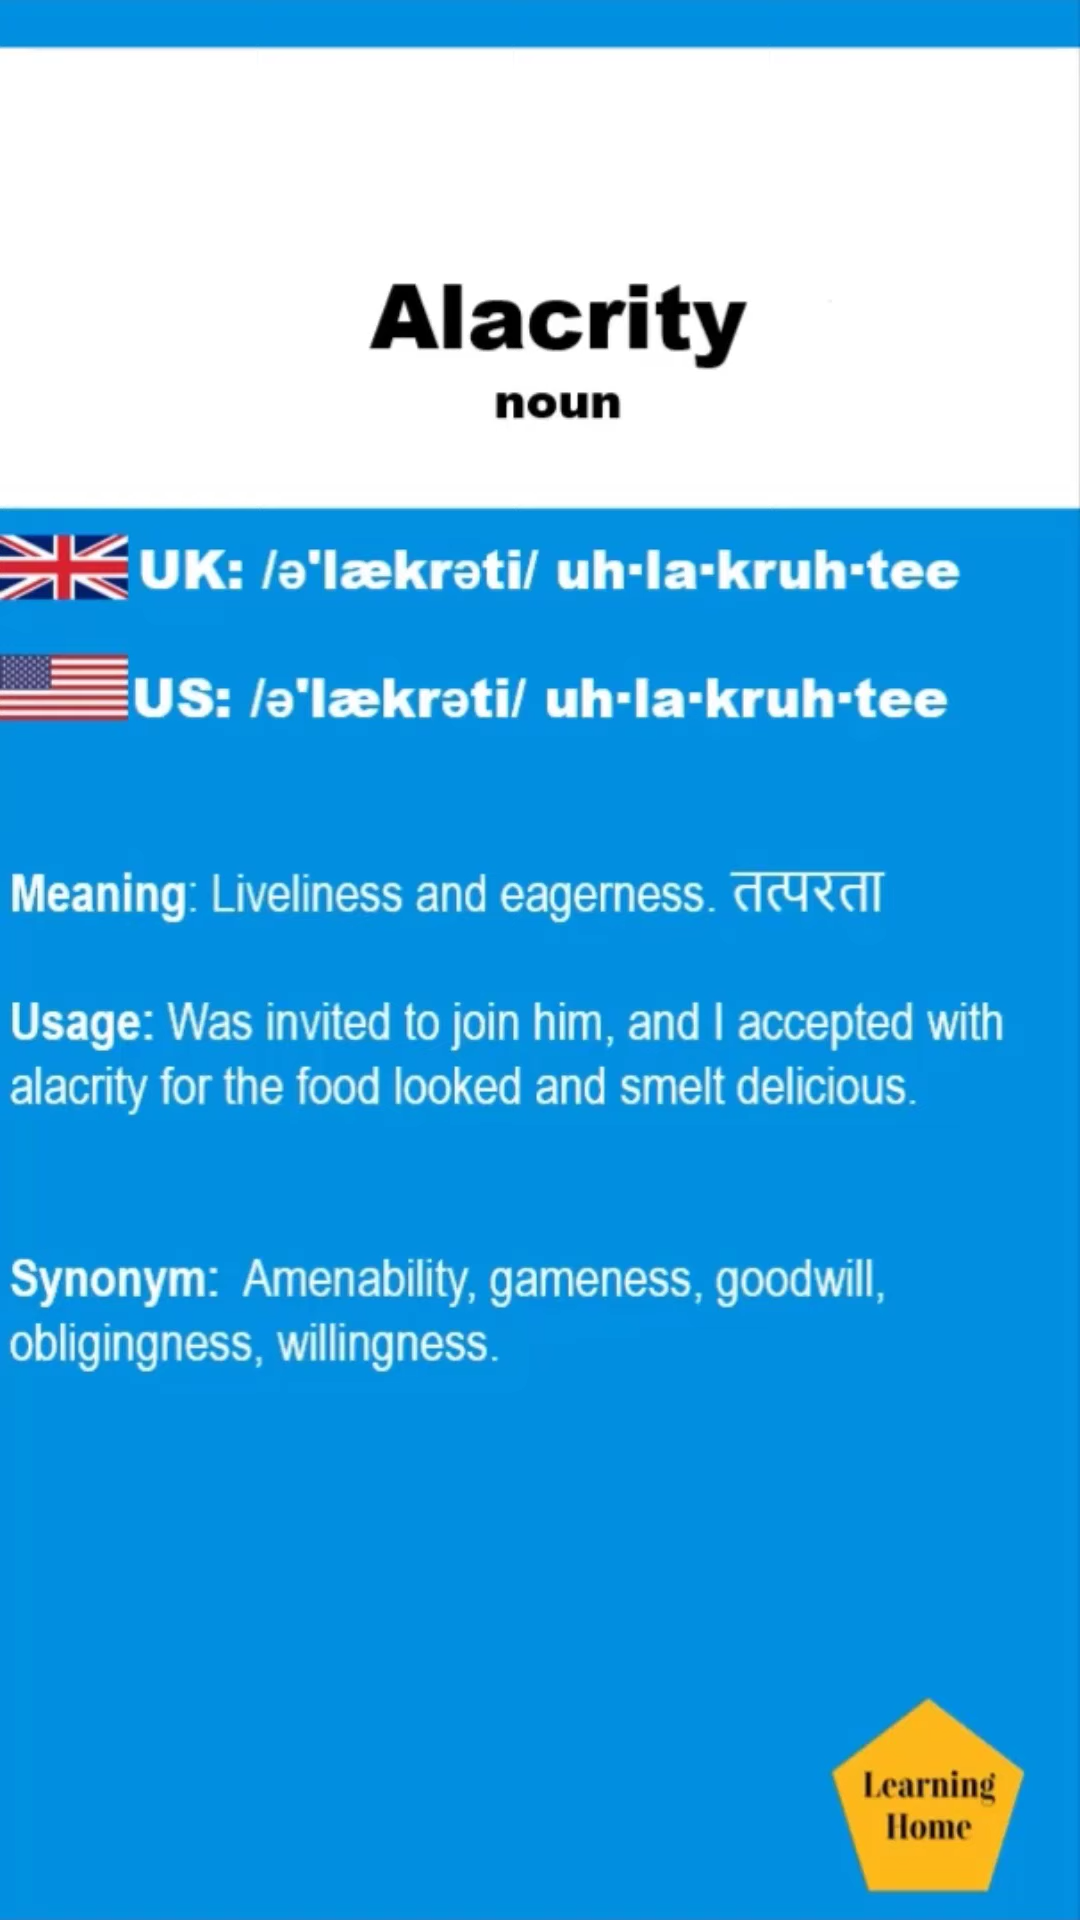 Alacrity
noun
UK: /ə'lækrəti/ uh·la·kruh·tee
US: /ə'lækrəti/ uh·la·kruh·tee
Meaning: Liveliness and eagerness. तत्परता
Usage: Was invited to join him, and I accepted with
alacrity for the food looked and smelt delicious.
Synonym: Amenability, gameness, goodwill,
obligingness, willingness.
Learning
Home